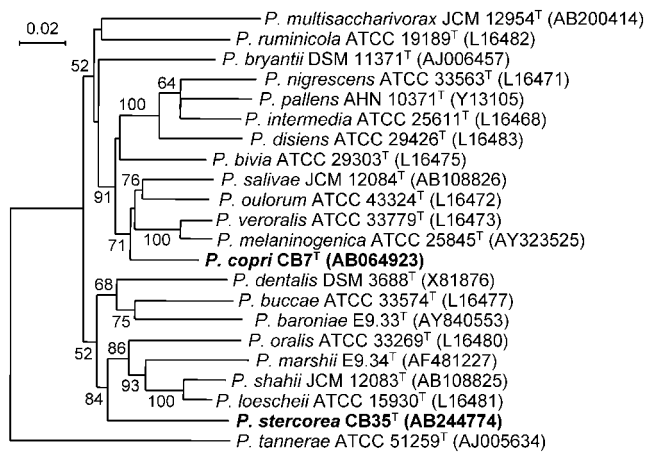 0.02
P. multisaccharivorax JCM 12954T (AB200414)
P. ruminicola ATCC 19189T (L16482)
52
P. bryantii DSM 11371T (AJ006457)
64
P. nigrescens ATCC 33563T (L16471)
P. pallens AHN 10371T (Y13105)
100
P. intermedia ATCC 25611T (L16468)
P. disiens ATCC 29426T (L16483)
P. bivia ATCC 29303T (L16475)
76
P. salivae JCM 12084T (AB108826)
91
P. oulorum ATCC 43324T (L16472)
P. veroralis ATCC 33779T (L16473)
100
P. melaninogenica ATCC 25845T (AY323525)
71
P. copri CB7T (AB064923)
68
P. dentalis DSM 3688T (X81876)
P. buccae ATCC 33574T (L16477)
75
P. baroniae E9.33T (AY840553)
52
86
P. oralis ATCC 33269T (L16480)
P. marshii E9.34T (AF481227)
93
P. shahii JCM 12083T (AB108825)
84
100
P. loescheii ATCC 15930T (L16481)
P. stercorea CB35T (AB244774)
P. tannerae ATCC 51259T (AJ005634)